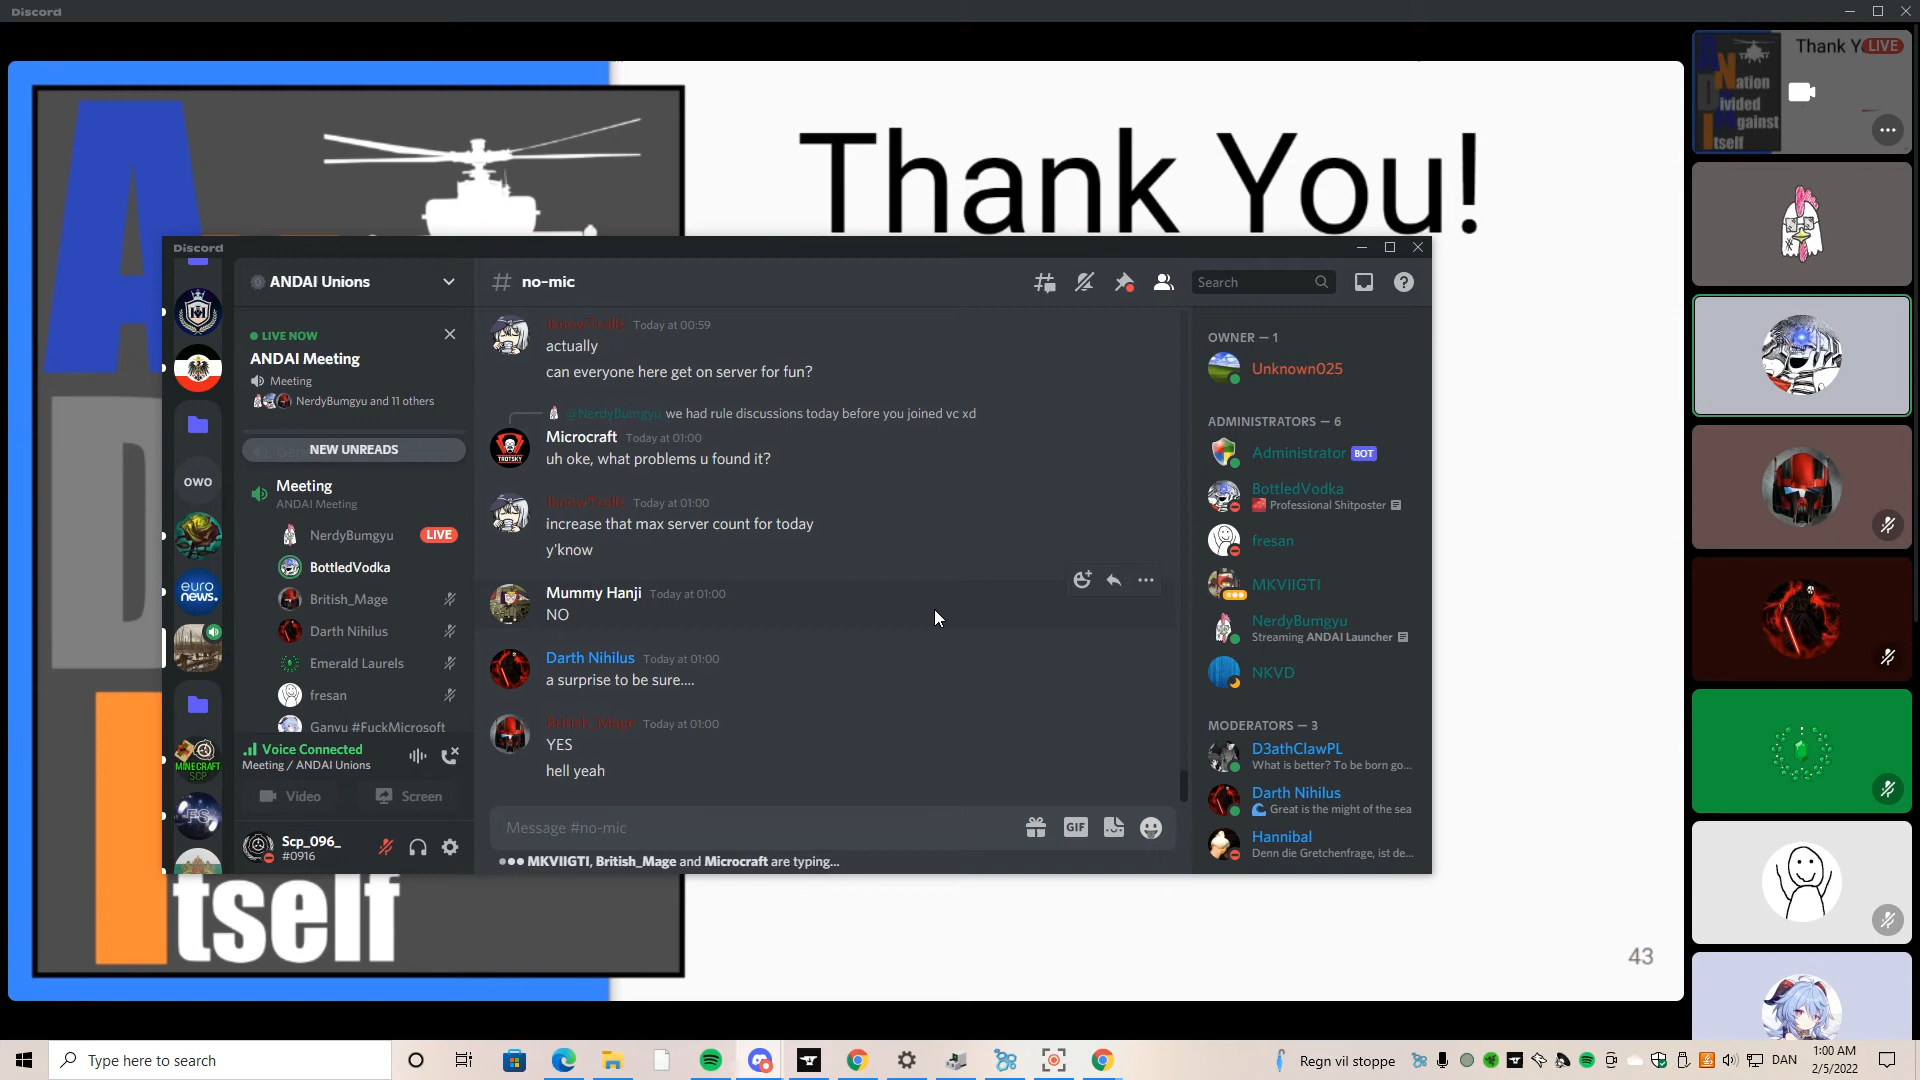 Discord
Thank You!
tself
43
Thank Y
LIVE
Nation
ivided
gainst
tself
Discord
ANDAI Unions
LIVE NOW
ANDAI Meeting
Meeting
NerdyBumgyu and 11 others
NEW UNREADS
Meeting
ANDAI Meeting
NerdyBumgyu LIVE
BottledVodka
British_Mage
Darth Nihilus
Emerald Laurels
fresan
Ganyu #FuckMicrosoft
Voice Connected
Meeting / ANDAI Unions
Video
Screen
Scp_096_
#0916
owo
euro
news.
MINECRAFT
SCP
FS
# no-mic
Search
Today at 00:59
actually
can everyone here get on server for fun?
@NerdyBumgyu we had rule discussions today before you joined vc xd
TROTSKY
Microcraft Today at 01:00
uh oke, what problems u found it?
Today at 01:00
increase that max server count for today
y'know
Mummy Hanji Today at 01:00
NO
Darth Nihilus Today at 01:00
a surprise to be sure....
British_Mage Today at 01:00
YES
hell yeah
Message #no-mic
GIF
MKVIIGTI, British_Mage and Microcraft are typing...
OWNER — 1
Unknown025
ADMINISTRATORS — 6
Administrator BOT
BottledVodka
Professional Shitposter
fresan
MKVIIGTI
NerdyBumgyu
Streaming ANDAI Launcher
NKVD
MODERATORS — 3
D3athClawPL
What is better? To be born go...
Darth Nihilus
Great is the might of the sea
Hannibal
Denn die Gretchenfrage, ist de...
Type here to search
Regn vil stoppe
DAN
1:00 AM
2/5/2022